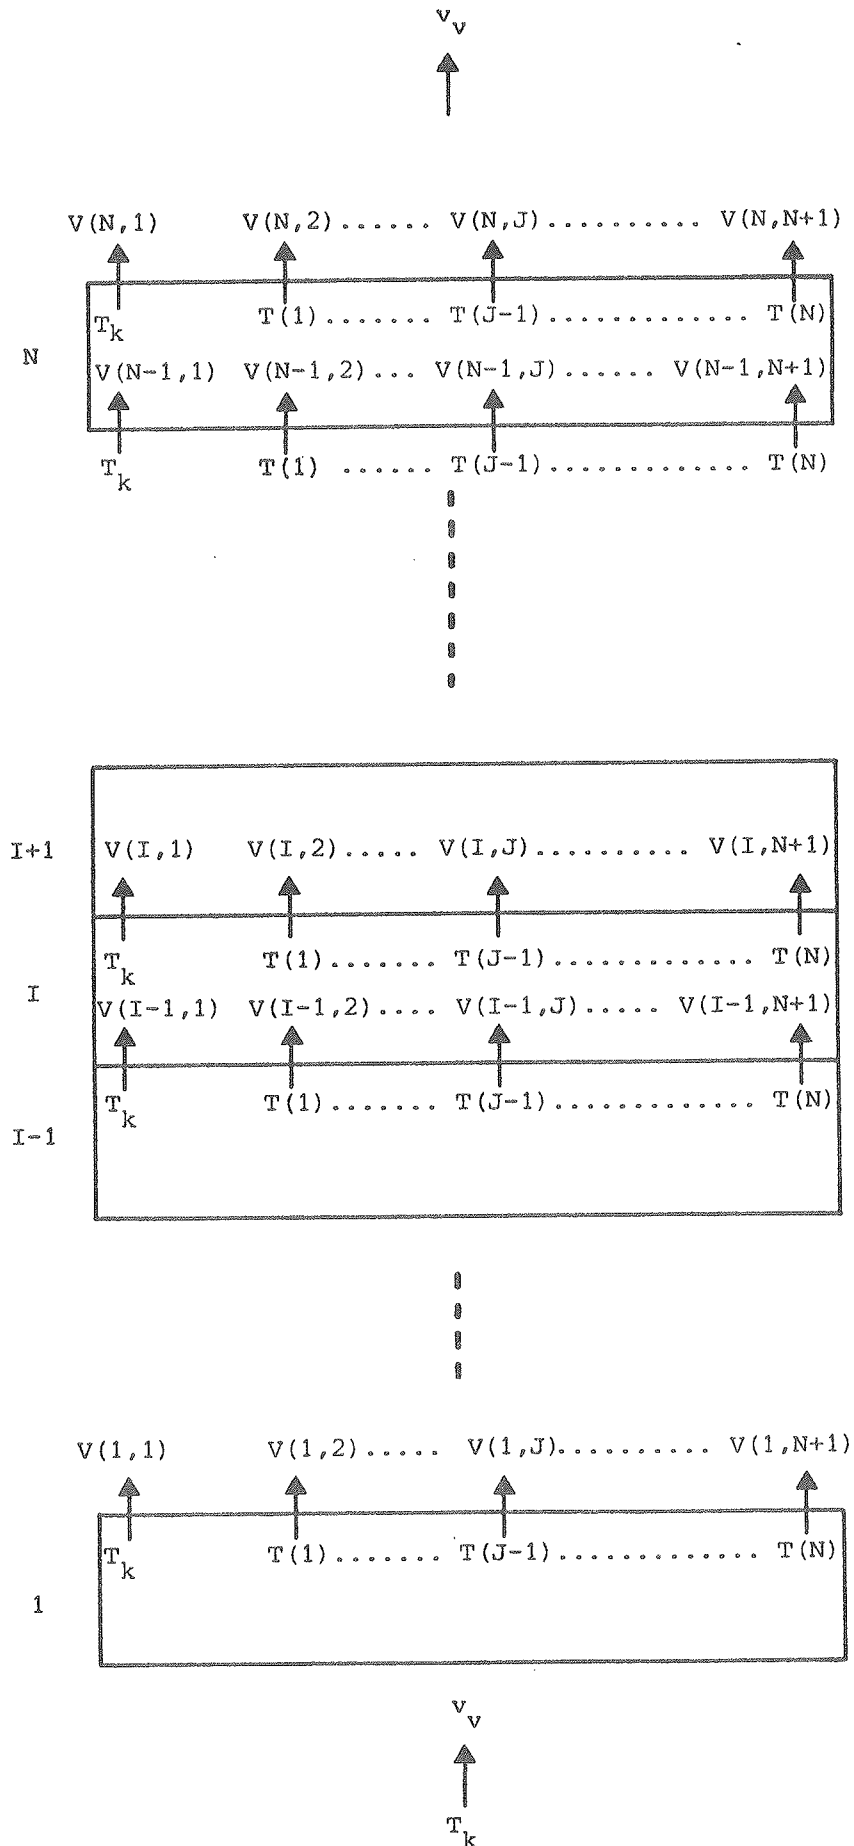 v_v
V(N,1) V(N,2)...... V(N,J).......... V(N,N+1)
T_k T(1)....... T(J-1)............. T(N)
N
V(N-1,1) V(N-1,2)... V(N-1,J)...... V(N-1,N+1)
T_k T(1) ...... T(J-1)............. T(N)
I+1 V(I,1) V(I,2)..... V(I,J).......... V(I,N+1)
T_k T(1)....... T(J-1)............. T(N)
I
V(I-1,1) V(I-1,2).... V(I-1,J)..... V(I-1,N+1)
T_k T(1)....... T(J-1)............. T(N)
I-1
V(1,1) V(1,2)..... V(1,J).......... V(1,N+1)
T_k T(1)....... T(J-1)............. T(N)
1
v_v
T_k